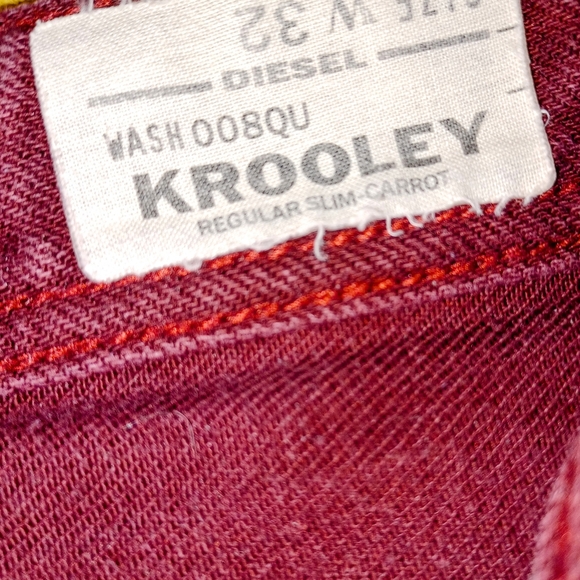 SIZE W 32
DIESEL
WASH 008QU
KROOLEY
REGULAR SLIM-CARROT